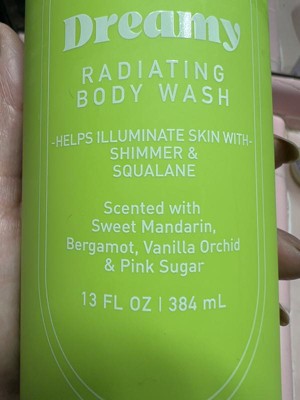 Dreamy
RADIATING
BODY WASH
-HELPS ILLUMINATE SKIN WITH-
SHIMMER &
SQUALANE
Scented with
Sweet Mandarin,
Bergamot, Vanilla Orchid
& Pink Sugar
13 FL OZ | 384 mL